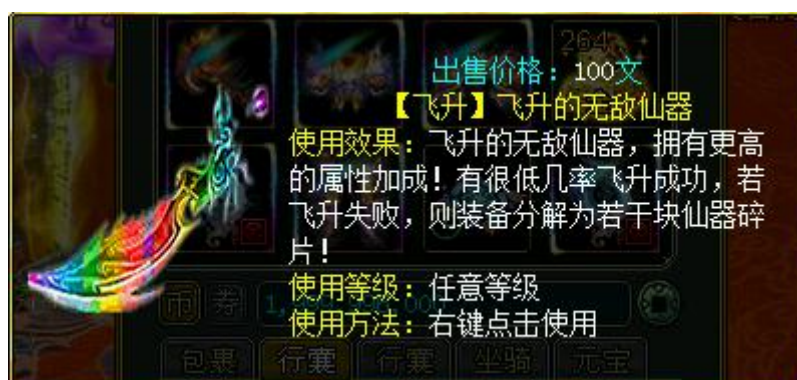 264
出售价格：100文
【飞升】飞升的无敌仙器
使用效果：飞升的无敌仙器，拥有更高
的属性加成！有很低几率飞升成功，若
飞升失败，则装备分解为若干块仙器碎
片！
使用等级：任意等级
使用方法：右键点击使用
币 券
包裹 行囊 行囊 坐骑 元宝